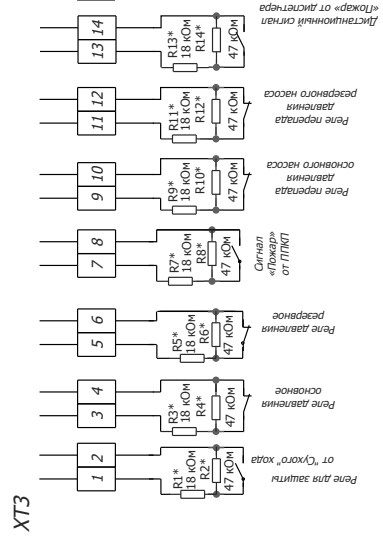 ХТ3
1 2
R1*
18 кОм
R2*
47 кОм
Реле для защиты
от "Сухого" хода
3 4
R3*
18 кОм
R4*
47 кОм
Реле давления
основное
5 6
R5*
18 кОм
R6*
47 кОм
Реле давления
резервное
7 8
R7*
18 кОм
R8*
47 кОм
Сигнал
«Пожар»
от ППКП
9 10
R9*
18 кОм
R10*
47 кОм
Реле перепада
давления
основного насоса
11 12
R11*
18 кОм
R12*
47 кОм
Реле перепада
давления
резервного насоса
13 14
R13*
18 кОм
R14*
47 кОм
Дистанционный сигнал
«Пожар» от диспетчера